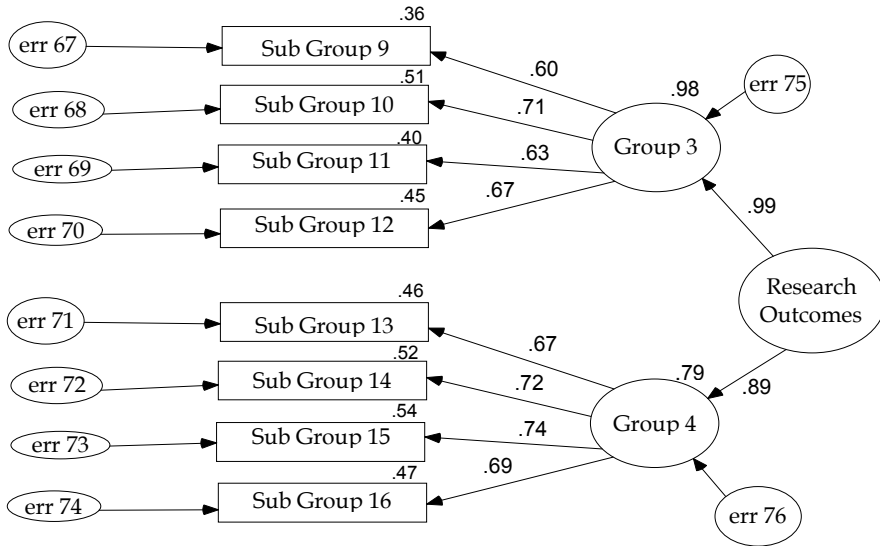 .36
err 67
Sub Group 9
.60
.51
.98
err 75
err 68
Sub Group 10
.71
.40
Group 3
err 69
Sub Group 11
.63
.45
.67
err 70
Sub Group 12
.99
.46
Research
Outcomes
err 71
Sub Group 13
.67
.52
.79
err 72
Sub Group 14
.72
.89
.54
Group 4
err 73
Sub Group 15
.74
.47
.69
err 74
Sub Group 16
err 76